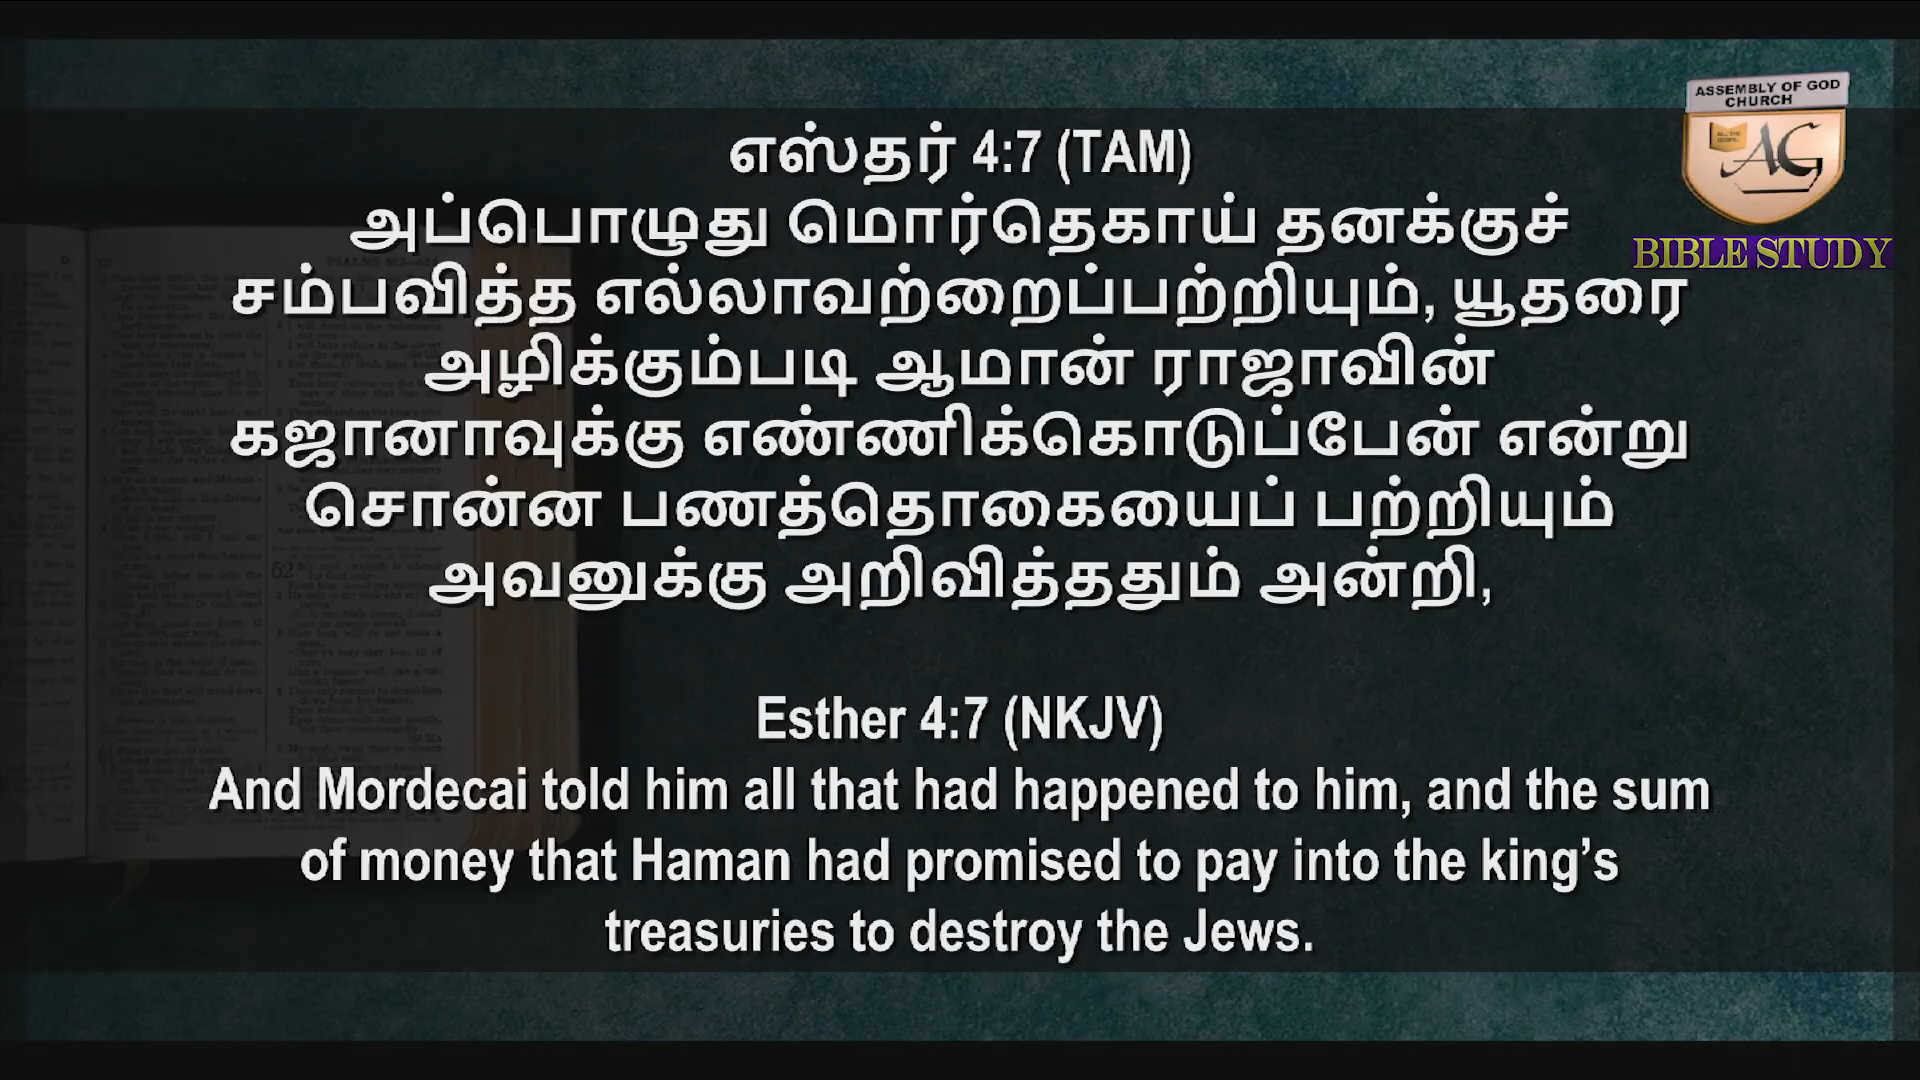 எஸ்தர் 4:7 (TAM)
அப்பொழுது மொர்தெகாய் தனக்குச்
சம்பவித்த எல்லாவற்றைப்பற்றியும், யூதரை
அழிக்கும்படி ஆமான் ராஜாவின்
கஜானாவுக்கு எண்ணிக்கொடுப்பேன் என்று
சொன்ன பணத்தொகையைப் பற்றியும்
அவனுக்கு அறிவித்ததும் அன்றி,
Esther 4:7 (NKJV)
And Mordecai told him all that had happened to him, and the sum
of money that Haman had promised to pay into the king’s
treasuries to destroy the Jews.
ASSEMBLY OF GOD
CHURCH
AG
BIBLE STUDY